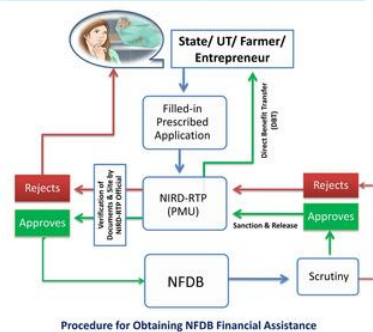 State/ UT/ Farmer/
Entrepreneur
Filled-in
Prescribed
Application
Direct Benefit Transfer
(DBT)
Rejects
Approves
Verification of
Documents & Site by
NIRD-RTP Official
NIRD-RTP
(PMU)
Rejects
Approves
Sanction & Release
NFDB
Scrutiny
Procedure for Obtaining NFDB Financial Assistance